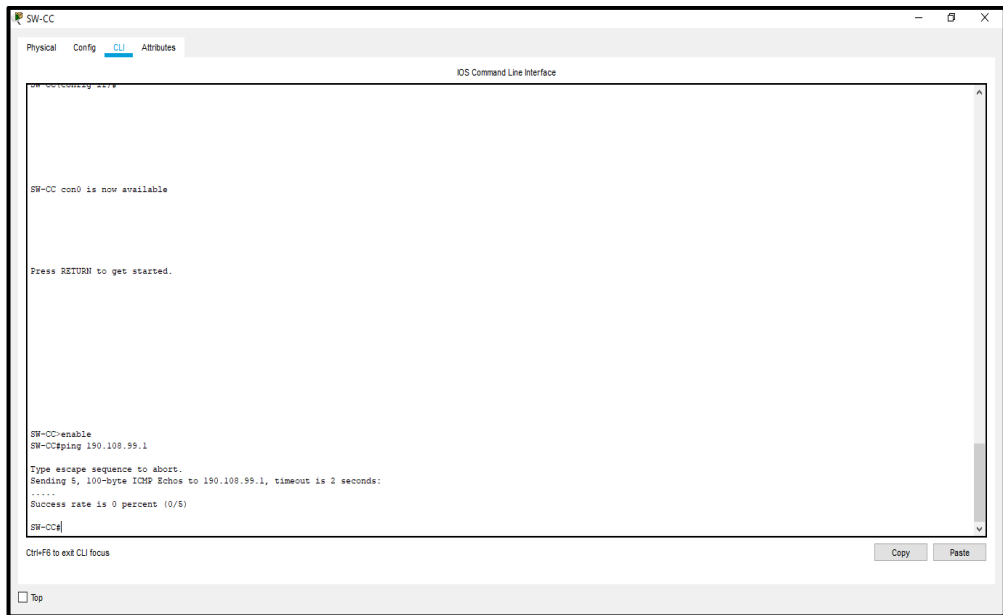 SW-CC
Physical Config CLI Attributes
IOS Command Line Interface
SW-CC con0 is now available
Press RETURN to get started.
SW-CC>enable
SW-CC#ping 190.108.99.1
Type escape sequence to abort.
Sending 5, 100-byte ICMP Echos to 190.108.99.1, timeout is 2 seconds:
.....
Success rate is 0 percent (0/5)
SW-CC#
Ctrl+F6 to exit CLI focus
Copy Paste
Top